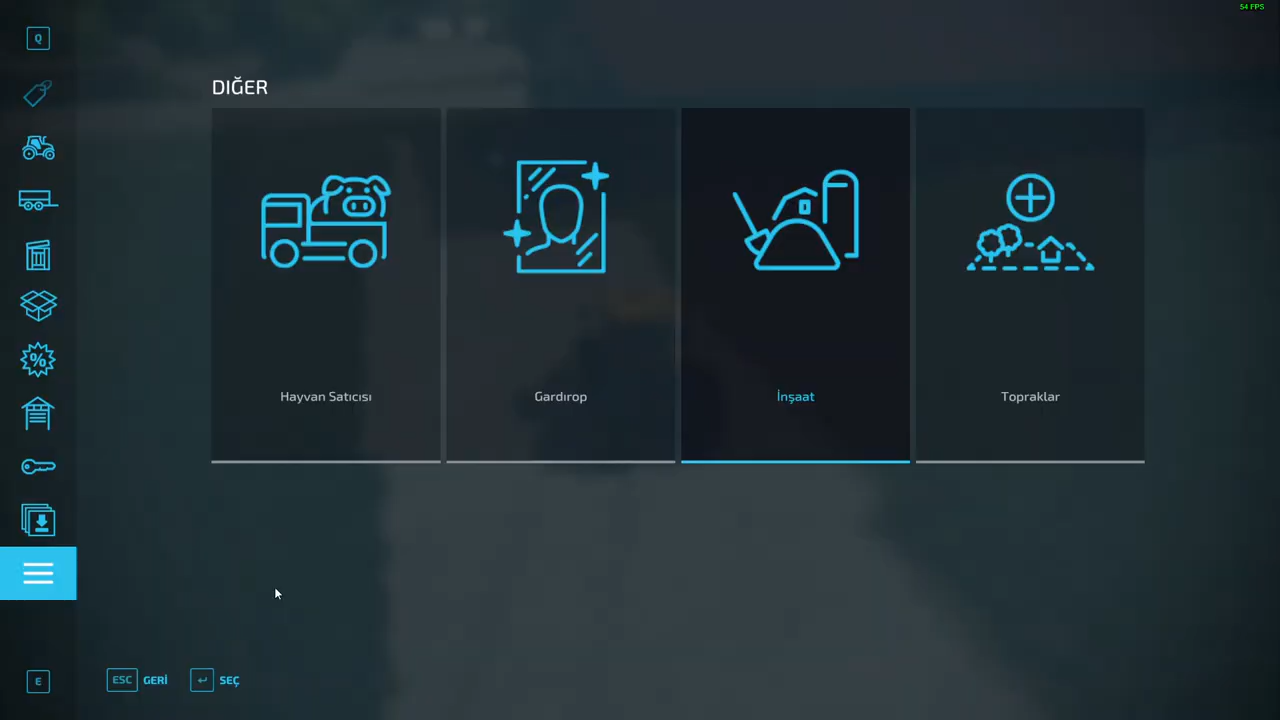 54 FPS
Q
DIĞER
%
Hayvan Satıcısı
Gardırop
İnşaat
Topraklar
E
ESC GERİ
↵ SEÇ